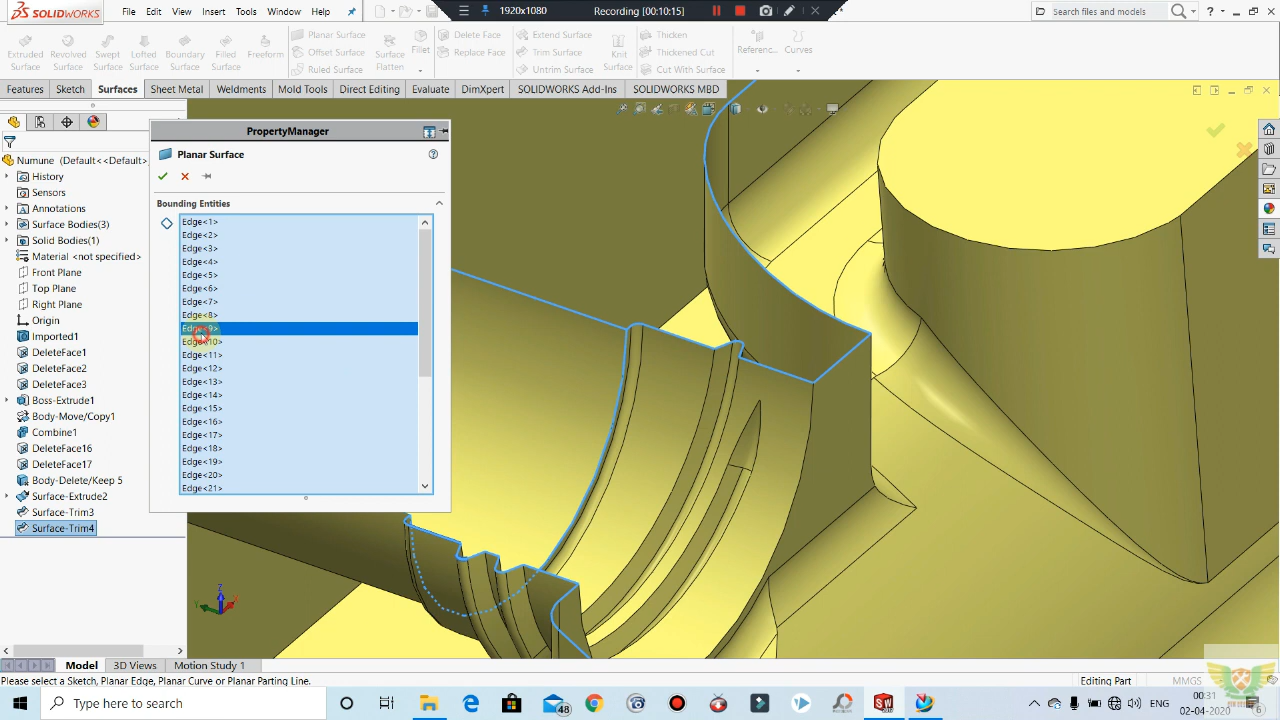 SOLIDWORKS
File
Edit
View
Insert
Tools
Window
Help
1920x1080
Recording [00:10:15]
Search files and models
Extruded Surface
Revolved Surface
Swept Surface
Lofted Surface
Boundary Surface
Filled Surface
Freeform
Planar Surface
Offset Surface
Ruled Surface
Surface Flatten
Fillet
Delete Face
Replace Face
Extend Surface
Trim Surface
Untrim Surface
Knit Surface
Thicken
Thickened Cut
Cut With Surface
Referenc...
Curves
Features
Sketch
Surfaces
Sheet Metal
Weldments
Mold Tools
Direct Editing
Evaluate
DimXpert
SOLIDWORKS Add-Ins
SOLIDWORKS MBD
Numune (Default<<Default>
History
Sensors
Annotations
Surface Bodies(3)
Solid Bodies(1)
Material <not specified>
Front Plane
Top Plane
Right Plane
Origin
Imported1
DeleteFace1
DeleteFace2
DeleteFace3
Boss-Extrude1
Body-Move/Copy1
Combine1
DeleteFace16
DeleteFace17
Body-Delete/Keep 5
Surface-Extrude2
Surface-Trim3
Surface-Trim4
PropertyManager
Planar Surface
Bounding Entities
Edge<1>
Edge<2>
Edge<3>
Edge<4>
Edge<5>
Edge<6>
Edge<7>
Edge<8>
Edge<9>
Edge<10>
Edge<11>
Edge<12>
Edge<13>
Edge<14>
Edge<15>
Edge<16>
Edge<17>
Edge<18>
Edge<19>
Edge<20>
Edge<21>
Z
Y
X
Model
3D Views
Motion Study 1
Please select a Sketch, Planar Edge, Planar Curve or Planar Parting Line.
Editing Part
MMGS
Type here to search
48
ENG
00:31
02-04-2020
6